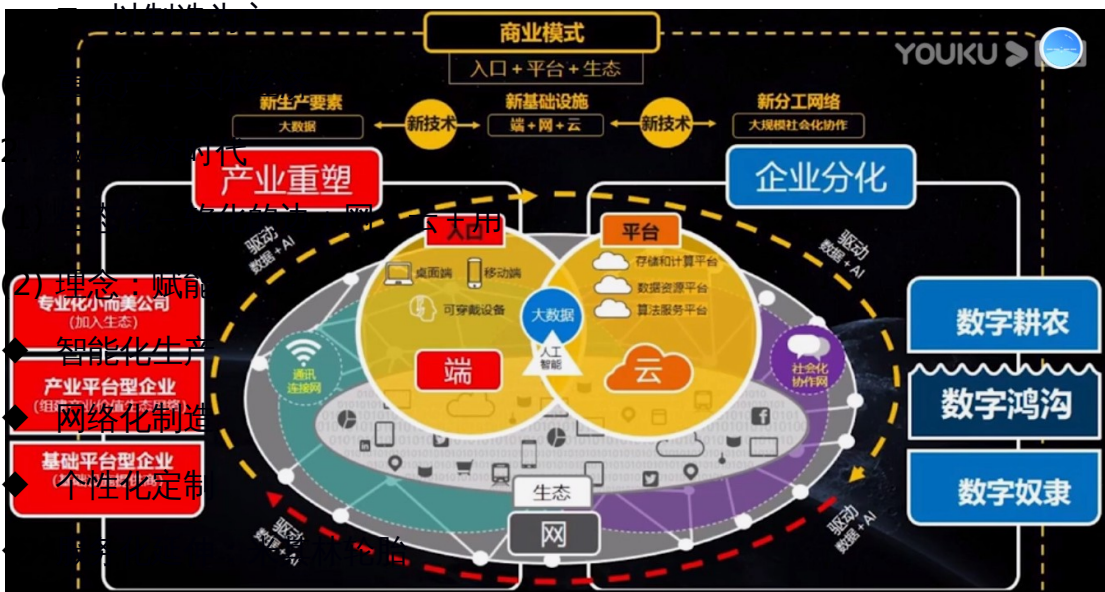 商业模式
YOUKU
入口+平台+生态
新生产要素
大数据
新技术
新基础设施
端+网+云
新技术
新分工网络
大规模社会化协作
时代
产业重塑
企业分化
驱动
数据+AI
驱动
数据+AI
入口
平台
桌面端
移动端
可穿戴设备
存储和计算平台
数据资源平台
算法服务平台
大数据
人工
智能
端
云
通讯
连接网
社会化
协作网
(2) 理念：赋能
专业化小而美公司
(加入生态)
智能化生产
产业平台型企业
网络化制造
基础平台型企业
个性化定制
数字耕农
数字鸿沟
数字奴隶
生态
网
驱动
数据+AI
驱动
数据+AI